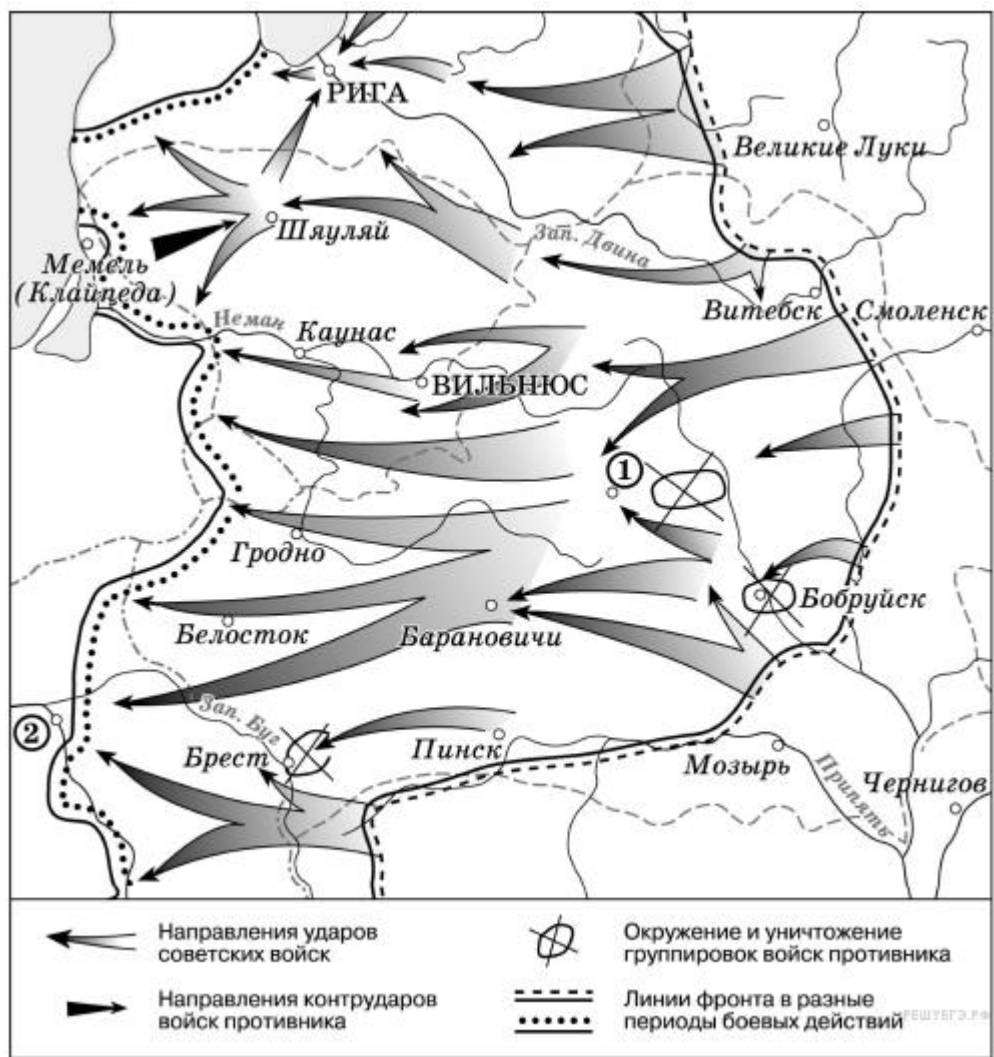 РИГА
Великие Луки
Шяуляй
Зап. Двина
Мемель
(Клайпеда)
Витебск
Смоленск
Неман
Каунас
ВИЛЬНЮС
1
Гродно
Бобруйск
Белосток
Барановичи
Зап. Буг
2
Брест
Пинск
Мозырь
Припять
Чернигов
Направления ударов
советских войск
Окружение и уничтожение
группировок войск противника
Направления контрударов
войск противника
Линии фронта в разные
периоды боевых действий
РЕШУЕГЭ.РФ